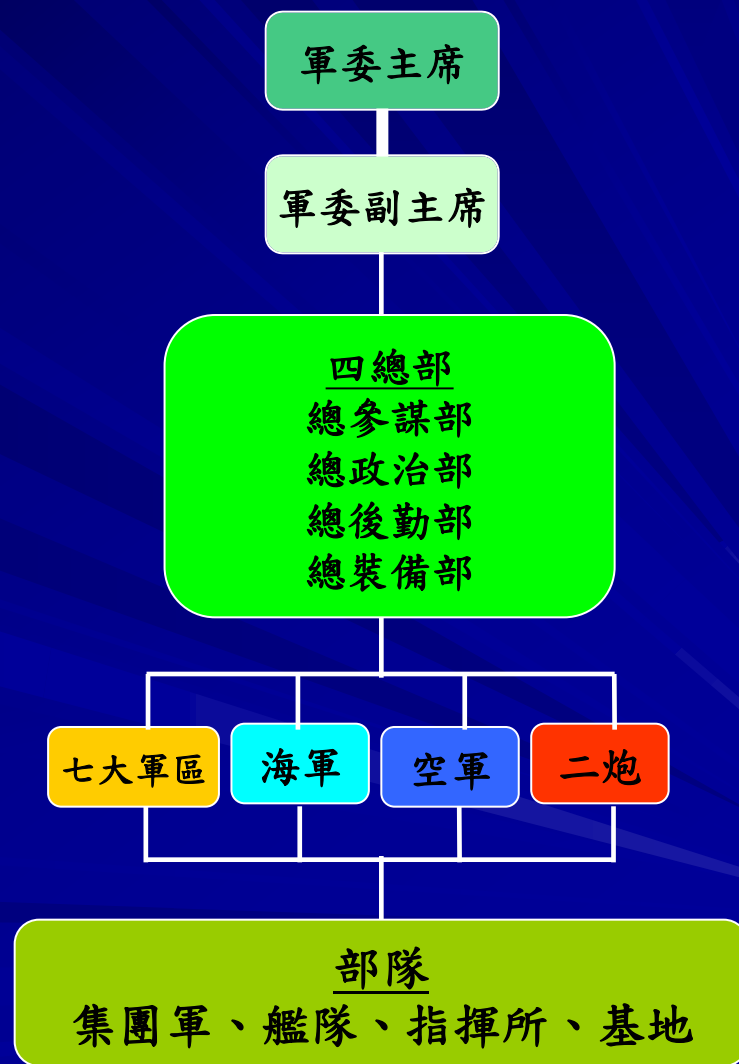 軍委主席
軍委副主席
四總部
總參謀部
總政治部
總後勤部
總裝備部
七大軍區
海軍
空軍
二炮
部隊
集團軍、艦隊、指揮所、基地